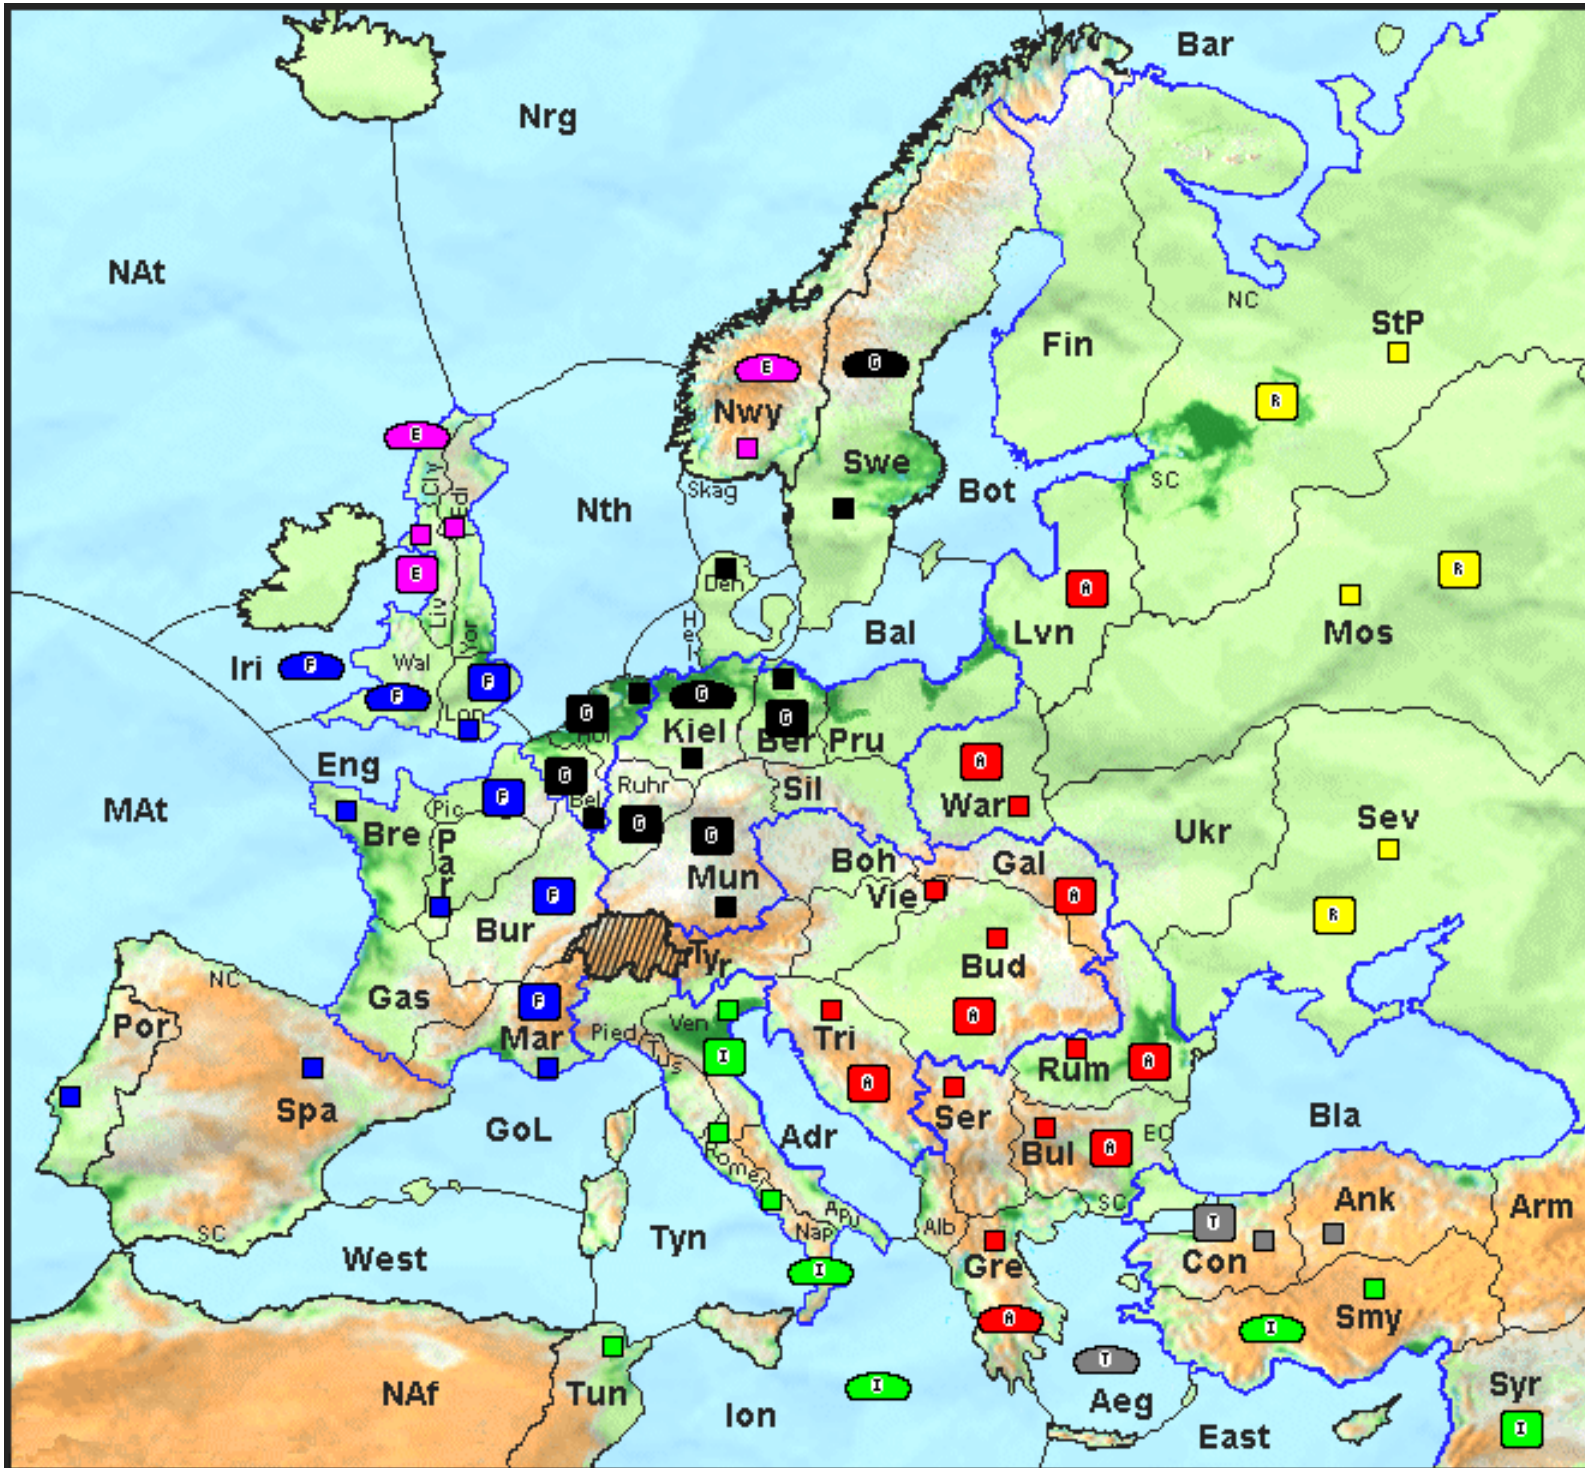 Bar
Nrg
NAt
NC
StP
Fin
R
E
G
Nwy
E
Cly
Edi
Swe
SC
Skag
Bot
Nth
E
Den
R
A
Hel
Liv
Yor
Bal
Lvn
Mos
Iri
F
Wal
F
F
Lon
G
G
Kiel
G
Hol
Ber
Pru
Eng
G
A
Ruhr
Sil
F
Bel
War
MAt
Pic
Bre
Par
G
G
Ukr
Sev
Boh
Gal
Mun
Vie
F
A
R
Bur
Tyr
Bud
NC
Gas
F
Por
Mar
Pied
Ven
Tri
A
Tus
I
Rum
A
A
Ser
Spa
GoL
Adr
Bla
EC
Bul
A
Rome
Ank
SC
Arm
Apu
Alb
T
SC
Nap
Tyn
West
Con
Gre
I
Smy
A
I
T
NAf
Tun
I
Ion
Aeg
Syr
East
I